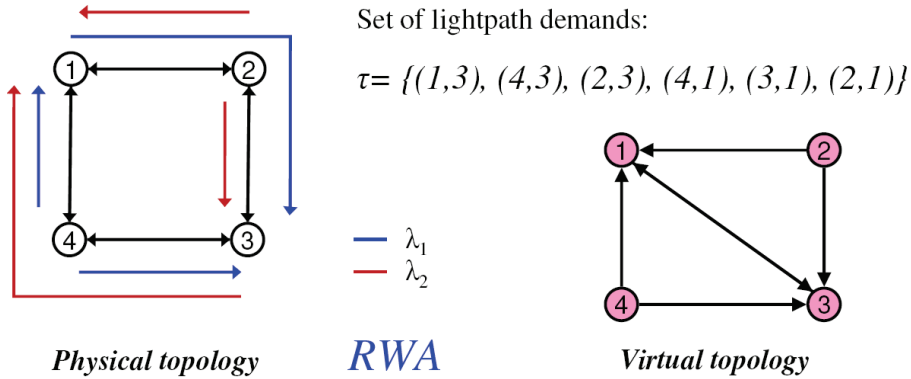 Set of lightpath demands:
τ= {(1,3), (4,3), (2,3), (4,1), (3,1), (2,1)}
1 2
4 3
λ1
λ2
1 2
4 3
Physical topology
RWA
Virtual topology